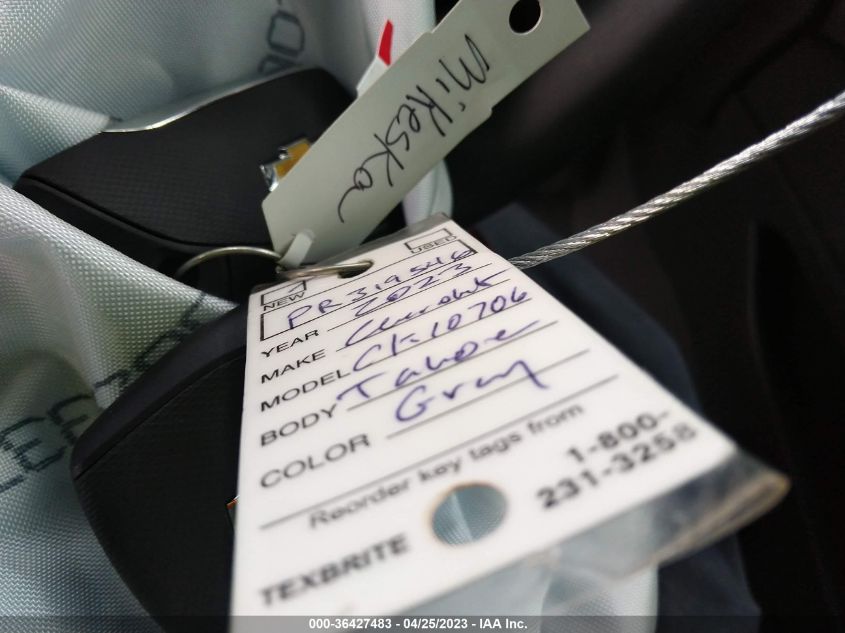 Mikeska
USED
NEW
PR319546
YEAR 2023
MAKE Chevrolet
MODEL CK10706
BODY Tahoe
COLOR Gray
Reorder key tags from
TEXBRITE 1-800-
231-3258
000-36427483 - 04/25/2023 - IAA Inc.